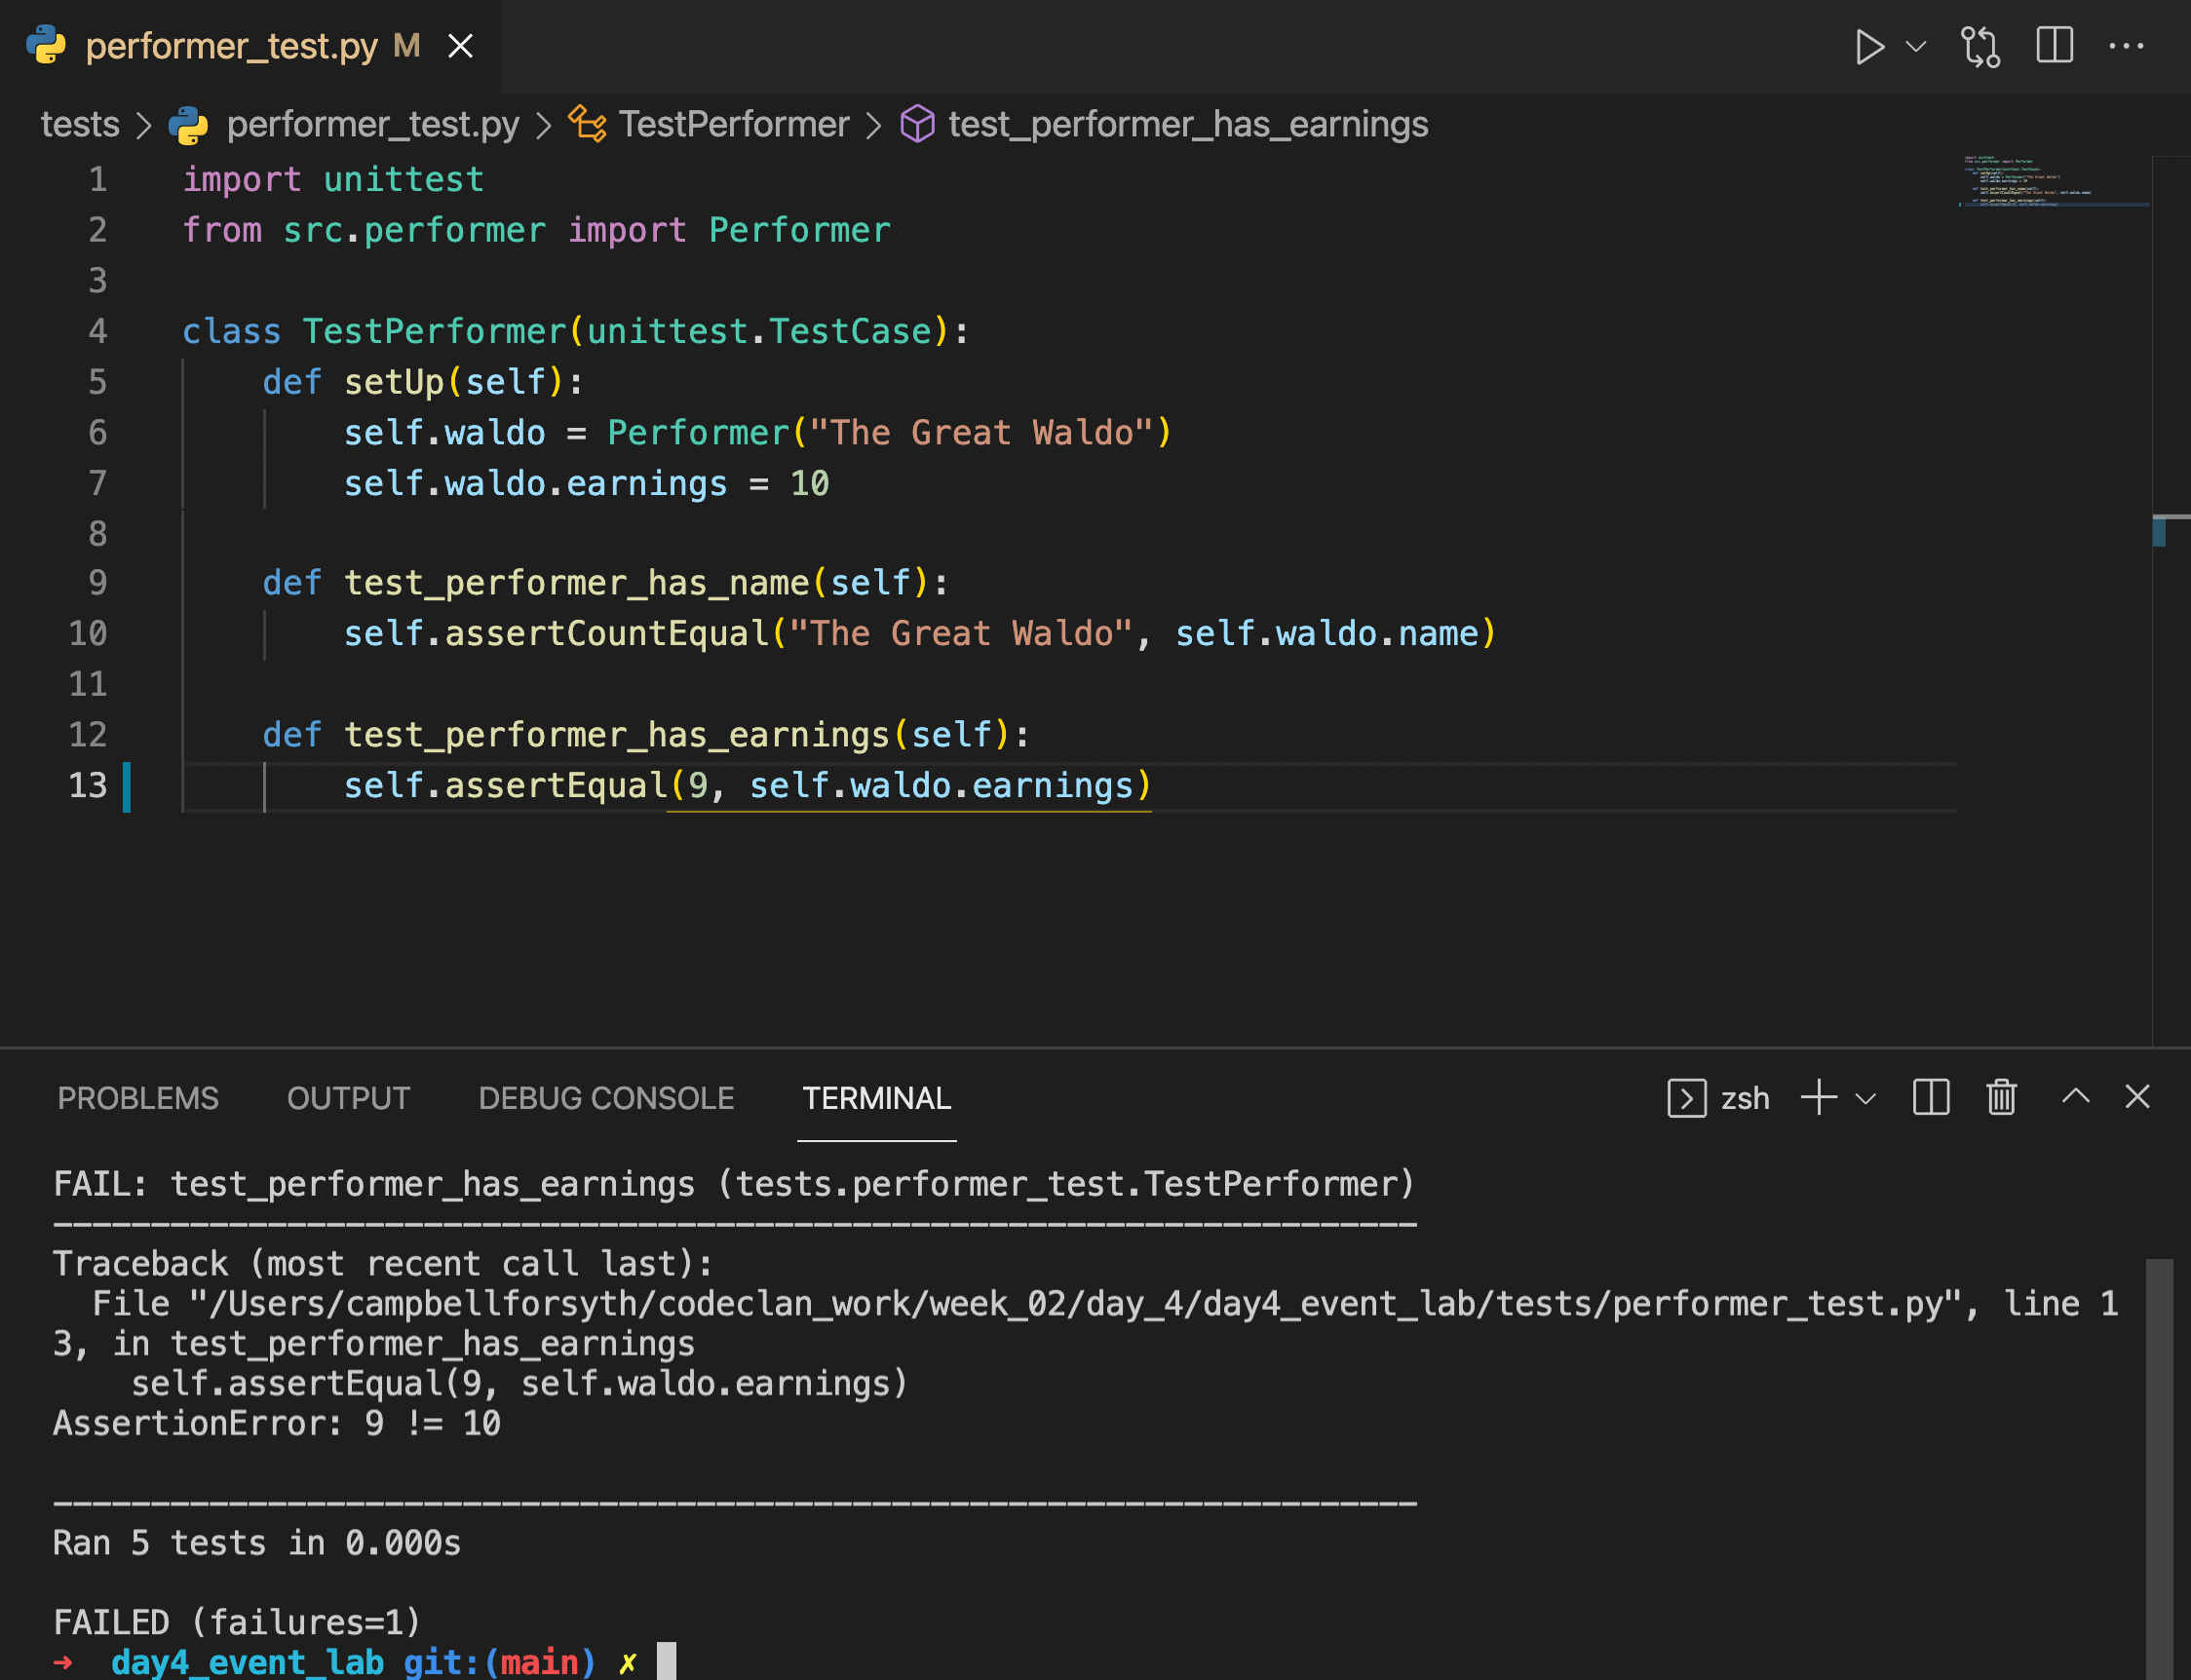 performer_test.py M
tests > performer_test.py > TestPerformer > test_performer_has_earnings
1 import unittest
2 from src.performer import Performer
3
4 class TestPerformer(unittest.TestCase):
5 def setUp(self):
6 self.waldo = Performer("The Great Waldo")
7 self.waldo.earnings = 10
8
9 def test_performer_has_name(self):
10 self.assertCountEqual("The Great Waldo", self.waldo.name)
11
12 def test_performer_has_earnings(self):
13 self.assertEqual(9, self.waldo.earnings)
PROBLEMS OUTPUT DEBUG CONSOLE TERMINAL zsh
FAIL: test_performer_has_earnings (tests.performer_test.TestPerformer)
----------------------------------------------------------------------
Traceback (most recent call last):
File "/Users/campbellforsyth/codeclan_work/week_02/day_4/day4_event_lab/tests/performer_test.py", line 1
3, in test_performer_has_earnings
self.assertEqual(9, self.waldo.earnings)
AssertionError: 9 != 10
----------------------------------------------------------------------
Ran 5 tests in 0.000s
FAILED (failures=1)
➜ day4_event_lab git:(main) ✗